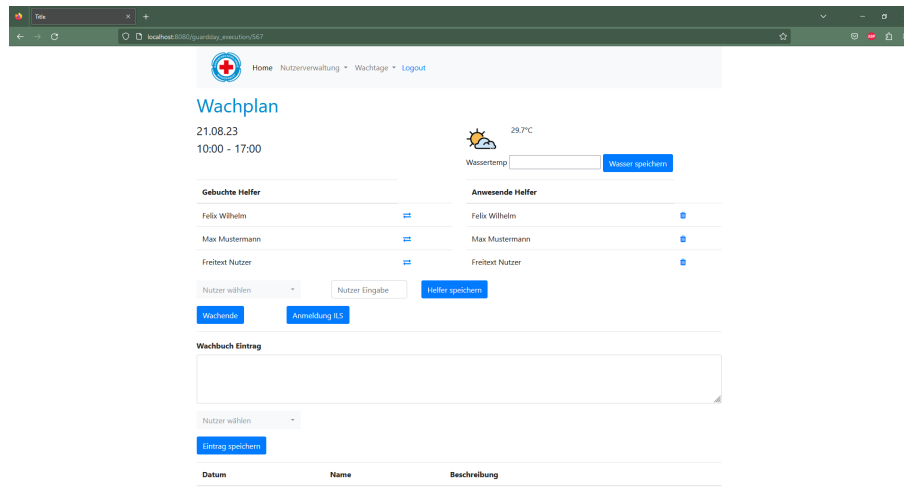 Title
localhost:8080/guardday_execution/567
Home Nutzerverwaltung Wachtage Logout
Wachplan
21.08.23
10:00 - 17:00
29.7°C
Wassertemp Wasser speichern
Gebuchte Helfer Anwesende Helfer
Felix Wilhelm Felix Wilhelm
Max Mustermann Max Mustermann
Freitext Nutzer Freitext Nutzer
Nutzer wählen Nutzer Eingabe Helfer speichern
Wachende Anmeldung ILS
Wachbuch Eintrag
Nutzer wählen
Eintrag speichern
Datum Name Beschreibung